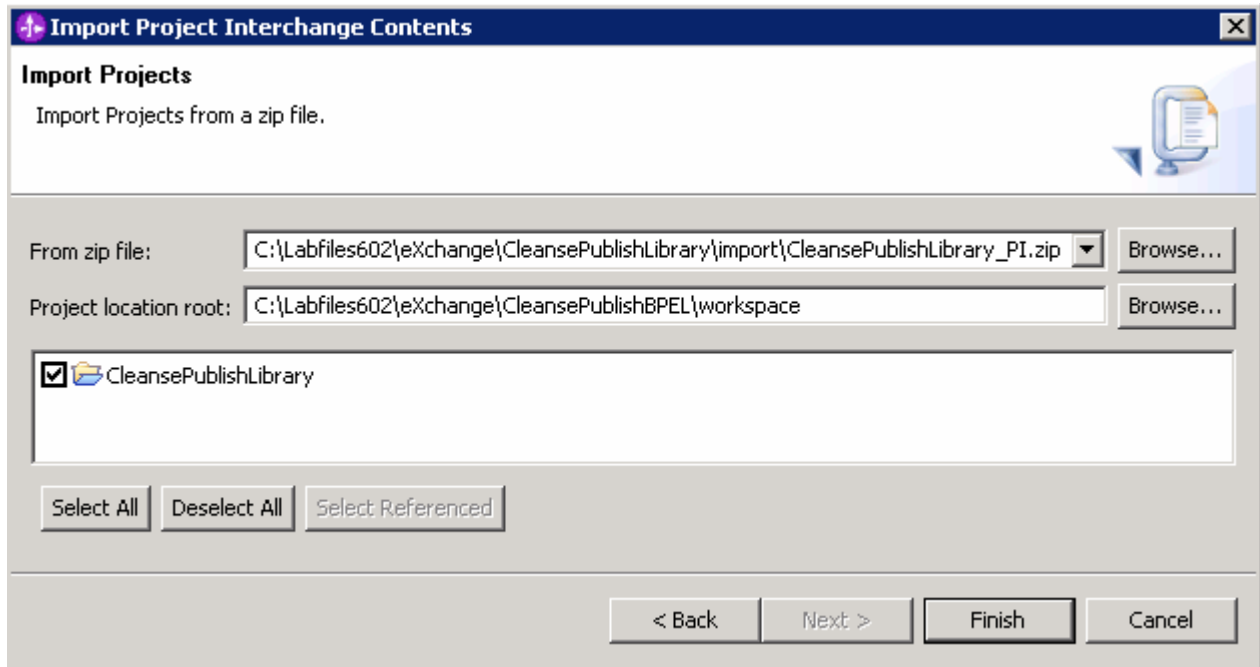 Import Project Interchange Contents
Import Projects
Import Projects from a zip file.
From zip file: C:\Labfiles602\eXchange\CleansePublishLibrary\import\CleansePublishLibrary_PI.zip Browse...
Project location root: C:\Labfiles602\eXchange\CleansePublishBPEL\workspace Browse...
CleansePublishLibrary
Select All Deselect All Select Referenced
< Back Next > Finish Cancel